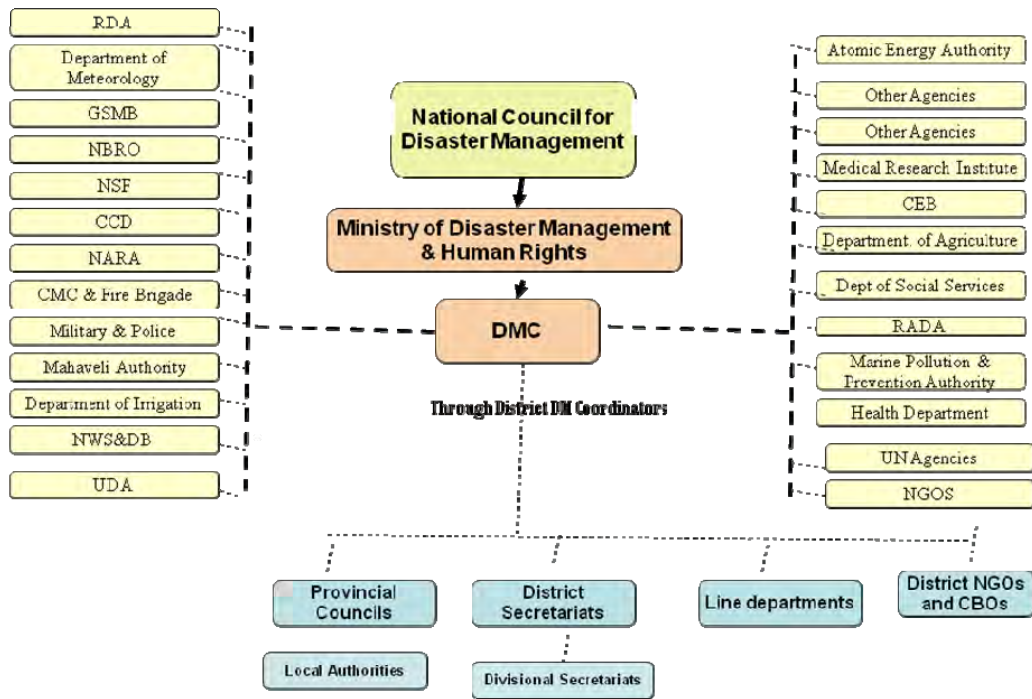 RDA
Department of
Meteorology
GSMB
NBRO
NSF
CCD
NARA
CMC & Fire Brigade
Military & Police
Mahaveli Authority
Department of Irrigation
NWS&DB
UDA
National Council for
Disaster Management
Ministry of Disaster Management
& Human Rights
DMC
Through District DM Coordinators
Atomic Energy Authority
Other Agencies
Other Agencies
Medical Research Institute
CEB
Department of Agriculture
Dept of Social Services
RADA
Marine Pollution &
Prevention Authority
Health Department
UN Agencies
NGOS
Provincial
Councils
District
Secretariats
Line departments
District NGOs
and CBOs
Local Authorities
Divisional Secretariats